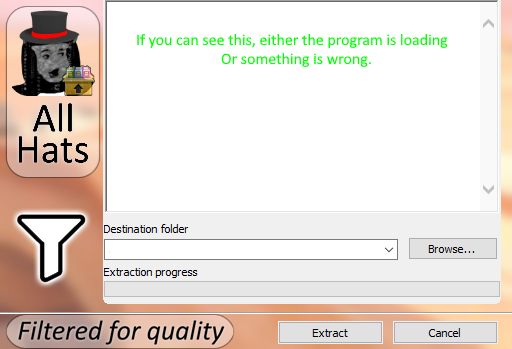 If you can see this, either the program is loading
Or something is wrong.
All
Hats
Destination folder
Browse...
Extraction progress
Filtered for quality
Extract
Cancel